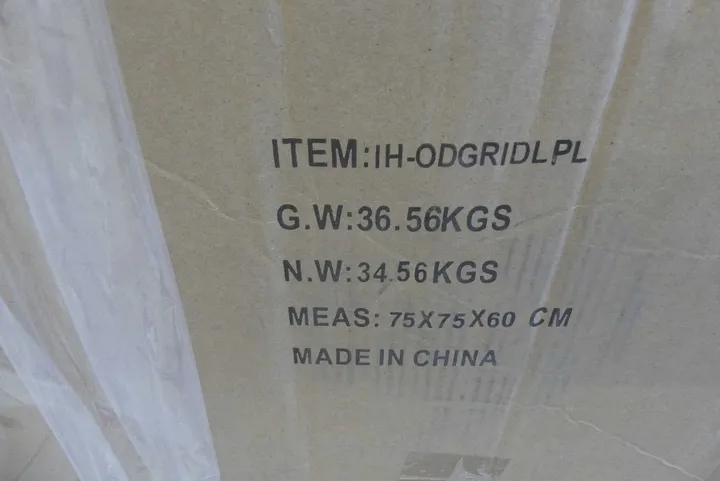 ITEM:IH-ODGRIDLPL
G.W:36.56KGS
N.W:34.56KGS
MEAS: 75X75X60 CM
MADE IN CHINA